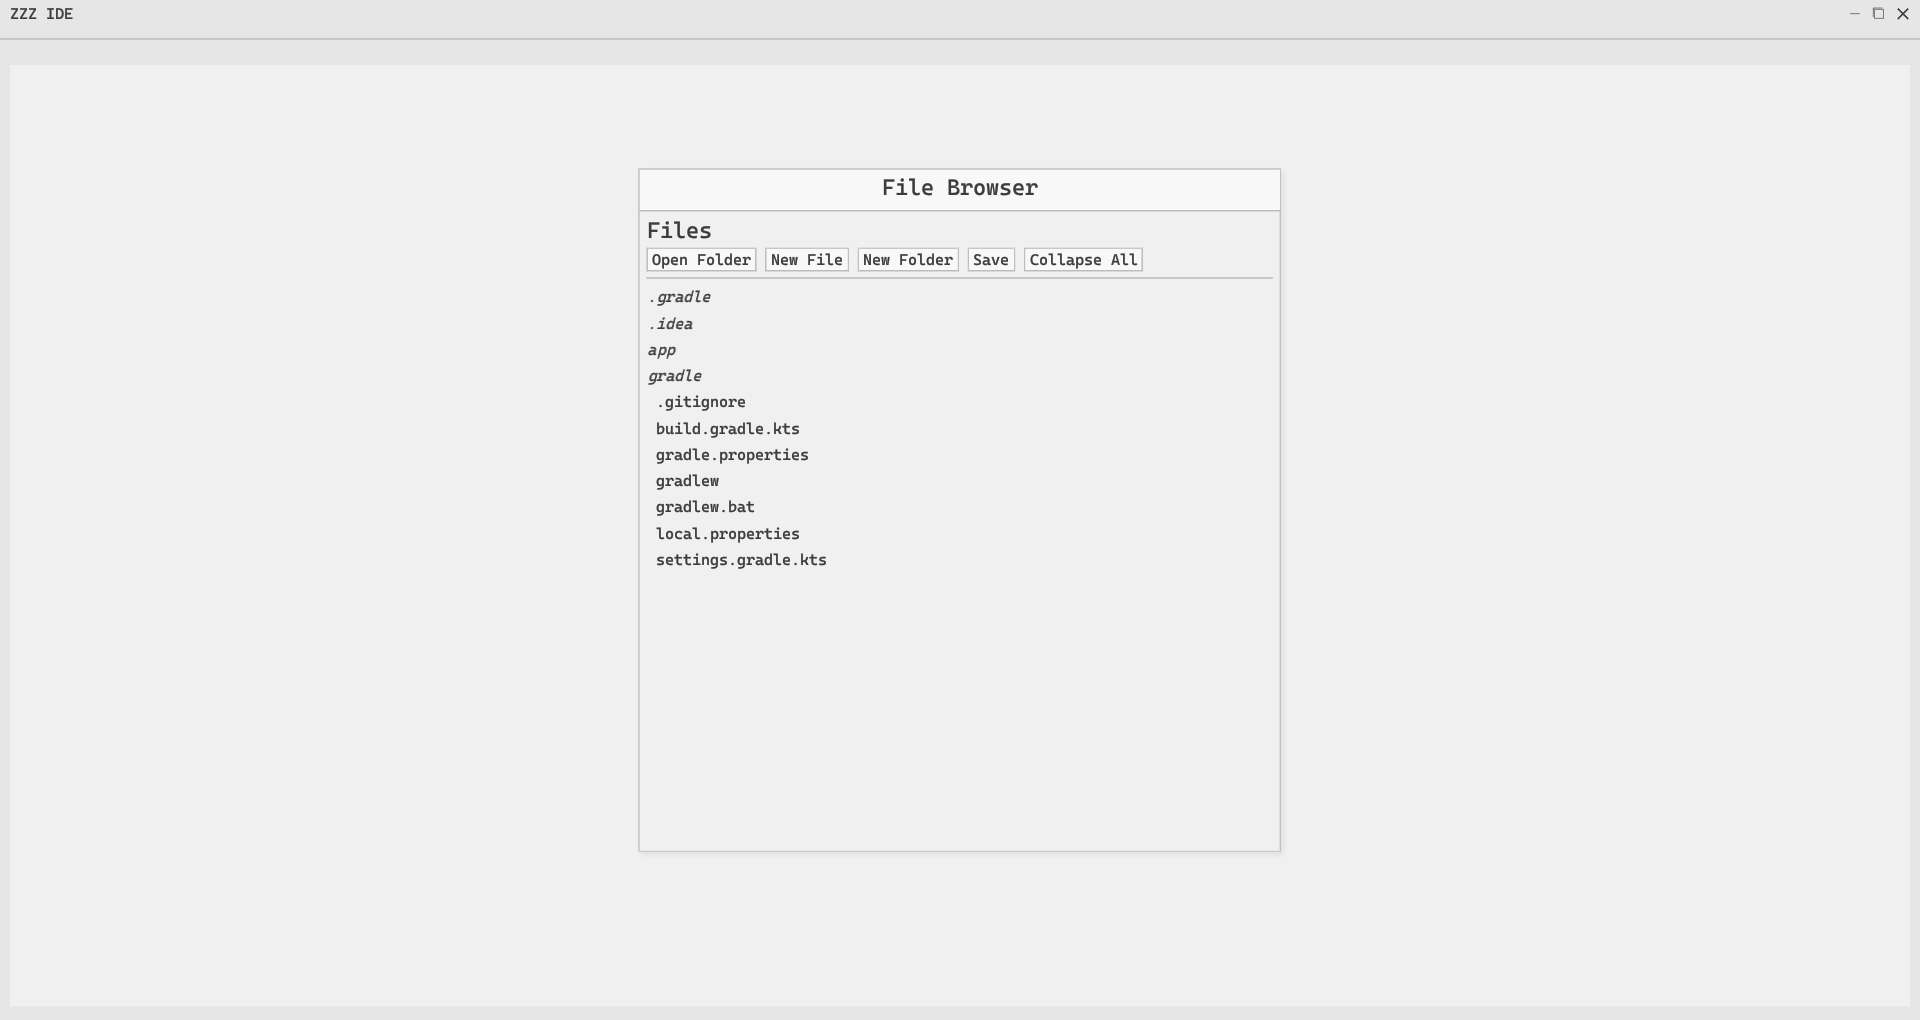 ZZZ IDE
File Browser
Files
Open Folder New File New Folder Save Collapse All
.gradle
.idea
app
gradle
.gitignore
build.gradle.kts
gradle.properties
gradlew
gradlew.bat
local.properties
settings.gradle.kts